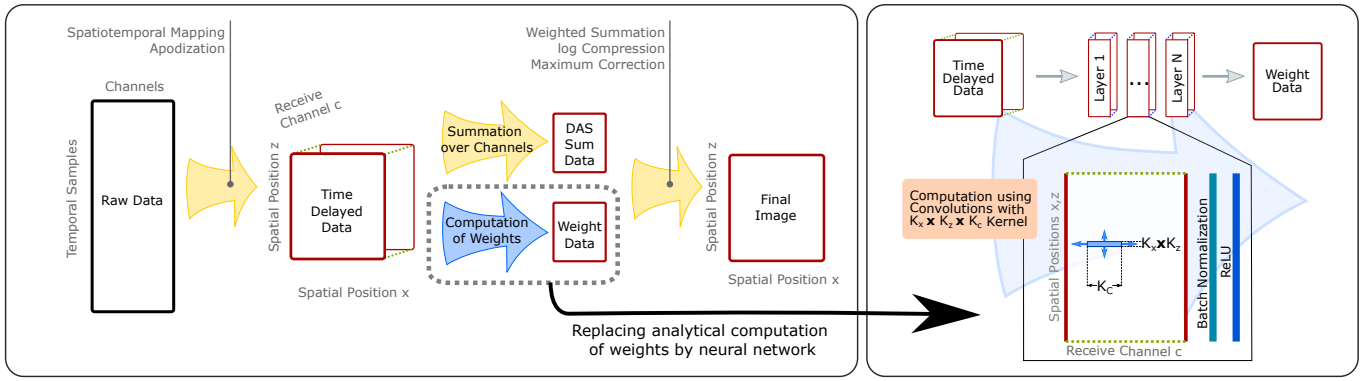 Spatiotemporal Mapping
Apodization
Channels
Temporal Samples
Raw Data
Receive
Channel c
Spatial Position z
Time
Delayed
Data
Spatial Position x
Summation
over Channels
DAS
Sum
Data
Computation
of Weights
Weight
Data
Weighted Summation
log Compression
Maximum Correction
Spatial Position z
Final
Image
Spatial Position x
Replacing analytical computation
of weights by neural network
Time
Delayed
Data
Layer 1
...
Layer N
Weight
Data
Computation using
Convolutions with
Kx x Kz x Kc Kernel
Spatial Positions x,z
KxxKz
KC
Receive Channel c
Batch Normalization
ReLU